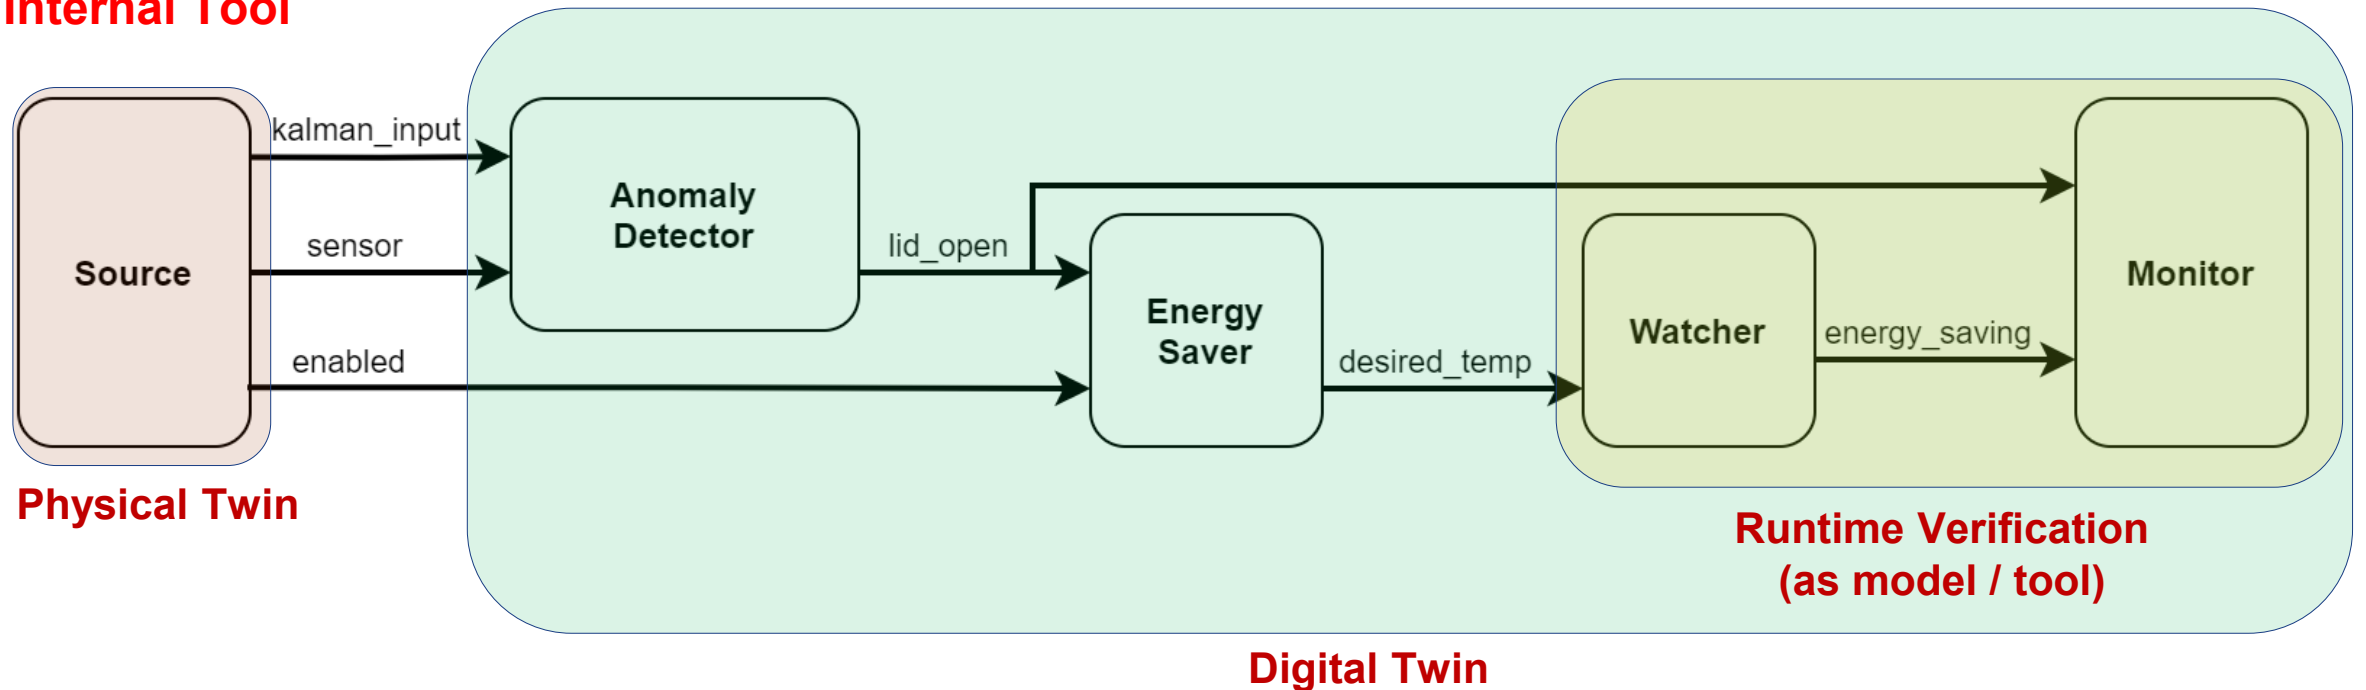 Internal Tool
kalman_input
sensor
enabled
Source
Physical Twin
Anomaly
Detector
lid_open
Energy
Saver
desired_temp
Watcher
energy_saving
Monitor
Runtime Verification
(as model / tool)
Digital Twin